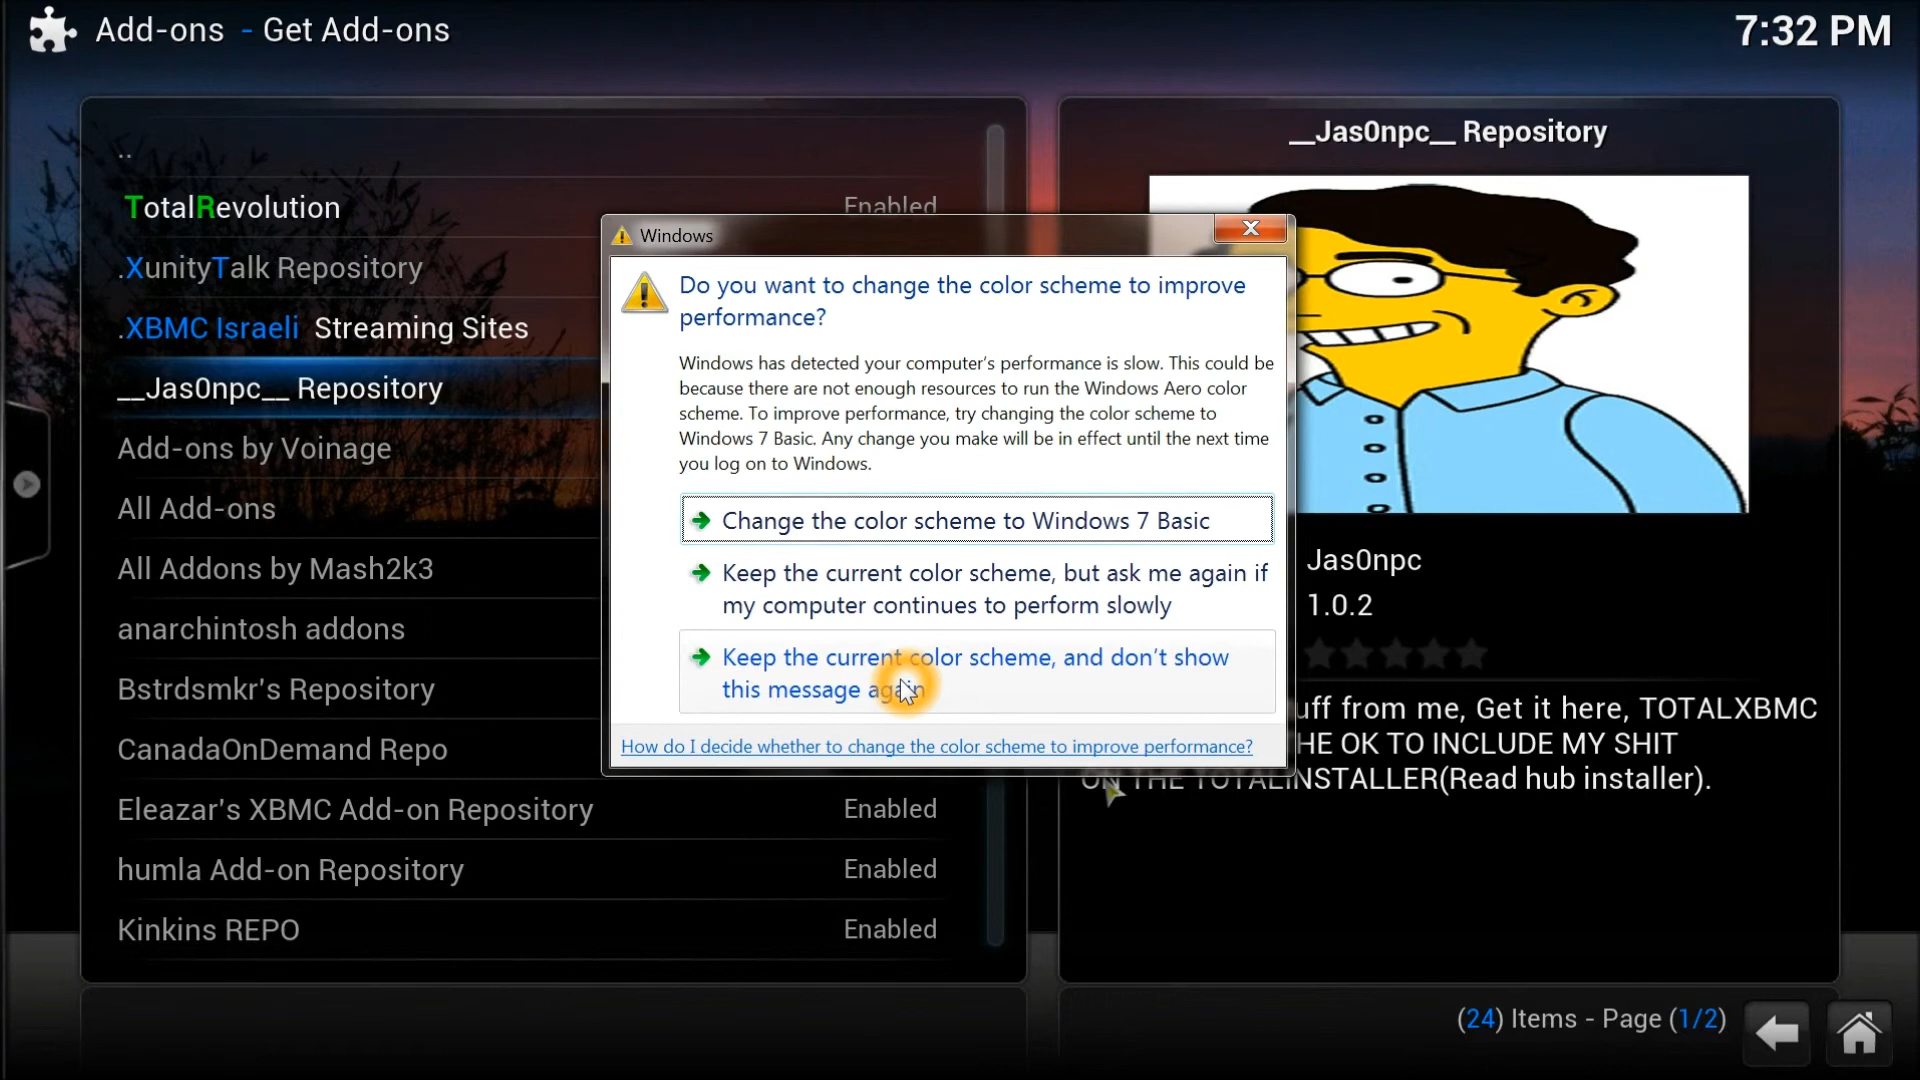 Add-ons - Get Add-ons
7:32 PM
..
TotalRevolution Enabled
.XunityTalk Repository
.XBMC Israeli Streaming Sites
__Jas0npc__ Repository
Add-ons by Voinage
All Add-ons
All Addons by Mash2k3
anarchintosh addons
Bstrdsmkr's Repository
CanadaOnDemand Repo
Eleazar's XBMC Add-on Repository Enabled
humla Add-on Repository Enabled
Kinkins REPO Enabled
Windows
Do you want to change the color scheme to improve
performance?
Windows has detected your computer's performance is slow. This could be
because there are not enough resources to run the Windows Aero color
scheme. To improve performance, try changing the color scheme to
Windows 7 Basic. Any change you make will be in effect until the next time
you log on to Windows.
Change the color scheme to Windows 7 Basic
Keep the current color scheme, but ask me again if
my computer continues to perform slowly
Keep the current color scheme, and don't show
this message again
How do I decide whether to change the color scheme to improve performance?
__Jas0npc__ Repository
Jas0npc
1.0.2
from me, Get it here, TOTALXBMC
OK TO INCLUDE MY SHIT
ON THE TOTALINSTALLER(Read hub installer).
(24) Items - Page (1/2)